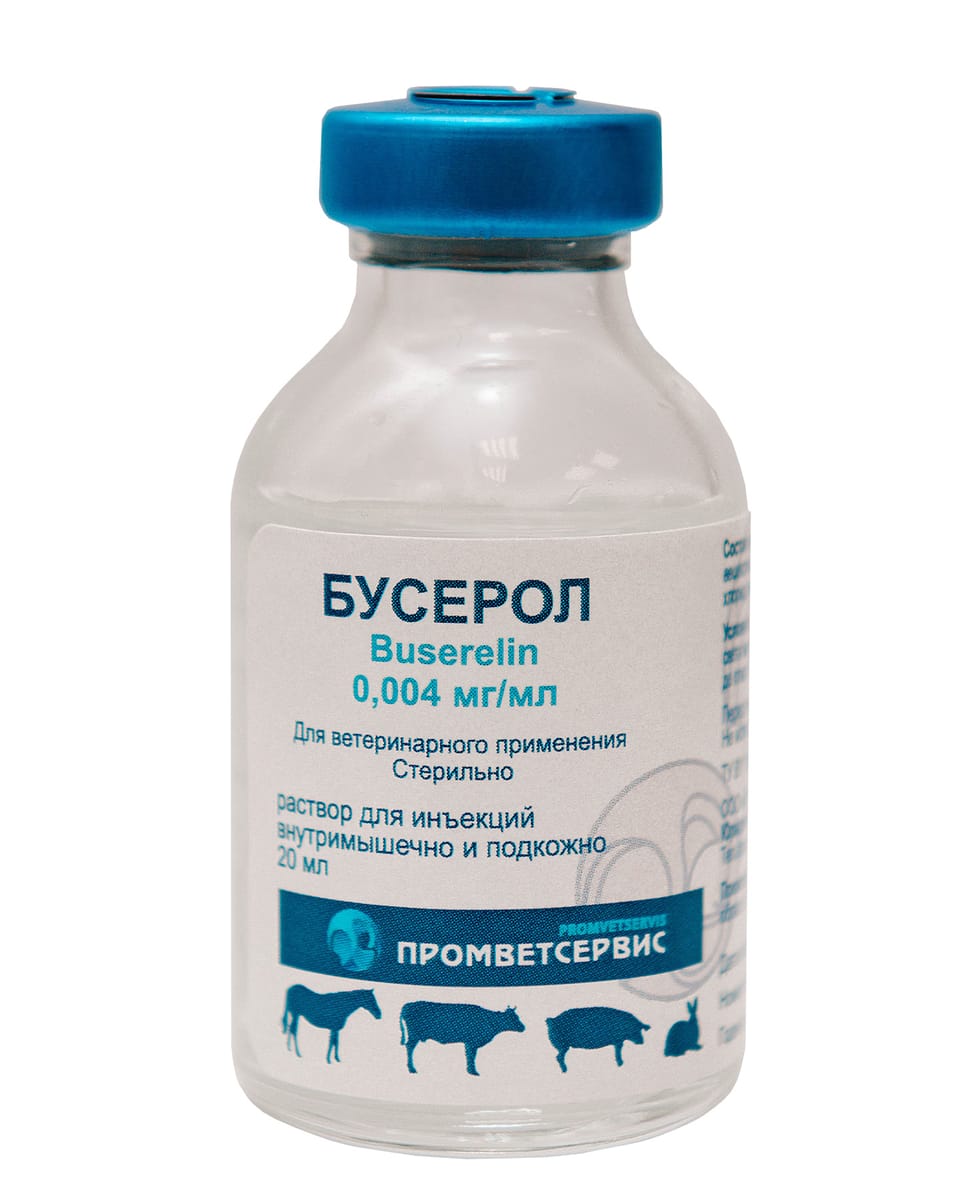 БУСЕРОЛ
Buserelin
0,004 мг/мл
Для ветеринарного применения
Стерильно
раствор для инъекций
внутримышечно и подкожно
20 мл
PROMVETSERVIS
ПРОМВЕТСЕРВИС